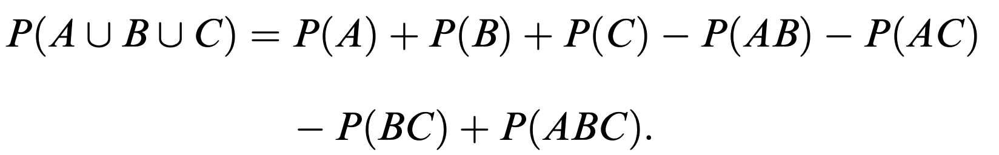 P(A ∪ B ∪ C) = P(A) + P(B) + P(C) − P(AB) − P(AC)
− P(BC) + P(ABC).